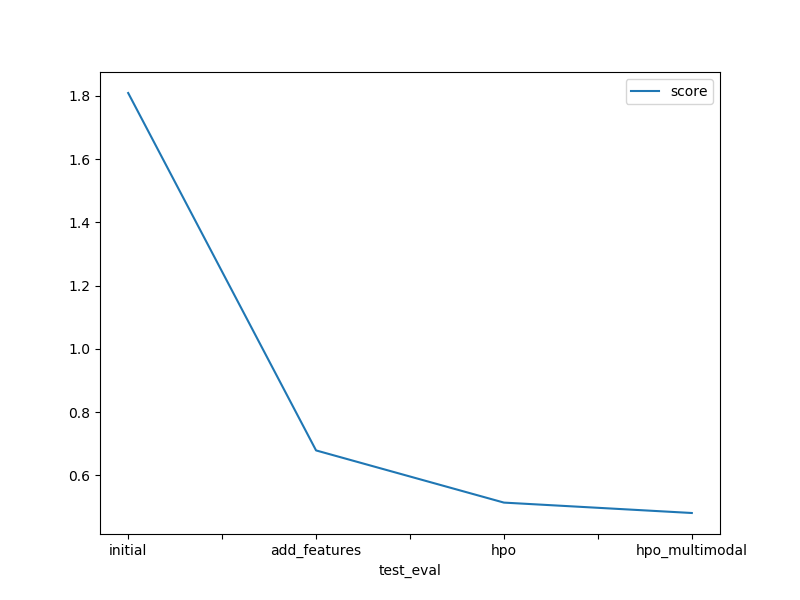 score
1.8
1.6
1.4
1.2
1.0
0.8
0.6
initial add_features hpo hpo_multimodal
test_eval